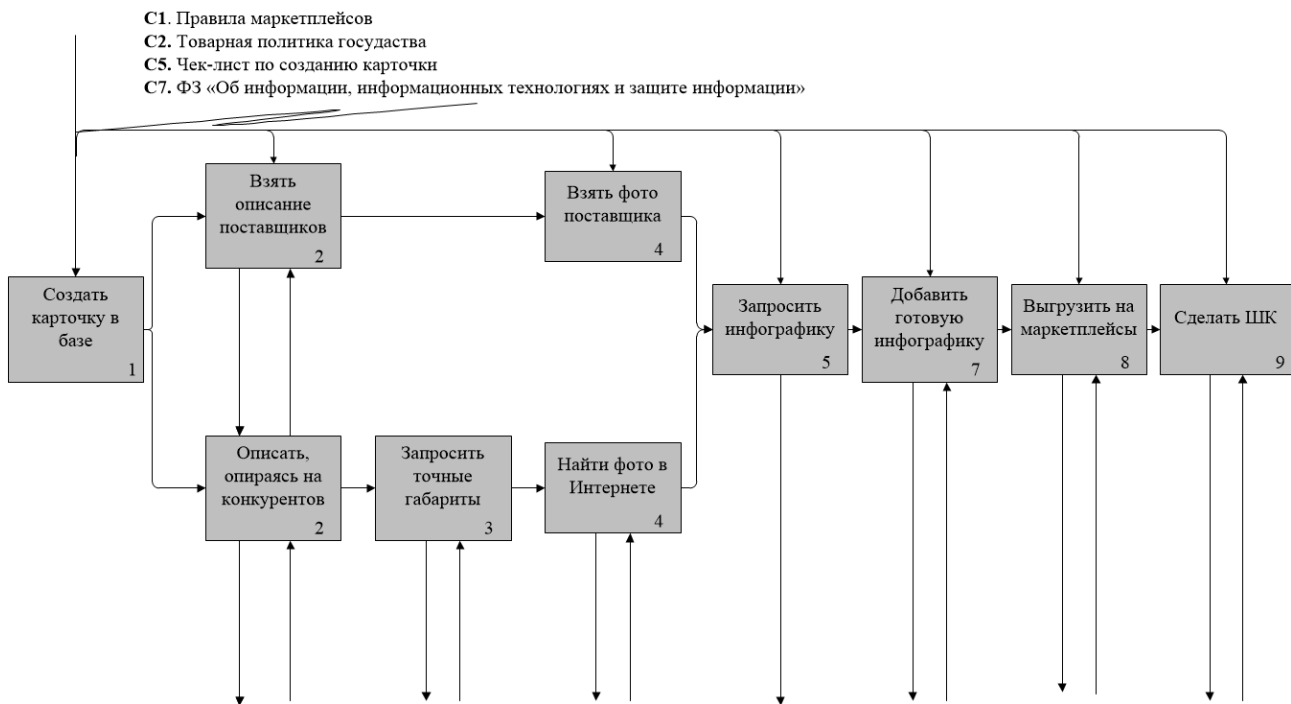 С1. Правила маркетплейсов
С2. Товарная политика госудаства
С5. Чек-лист по созданию карточки
С7. ФЗ «Об информации, информационных технологиях и защите информации»
Взять
описание
поставщиков
2
Взять фото
поставщика
4
Создать
карточку в
базе
1
Запросить
инфографику
5
Добавить
готовую
инфографику
7
Выгрузить на
маркетплейсы
8
Сделать ШК
9
Описать,
опираясь на
конкурентов
2
Запросить
точные
габариты
3
Найти фото в
Интернете
4